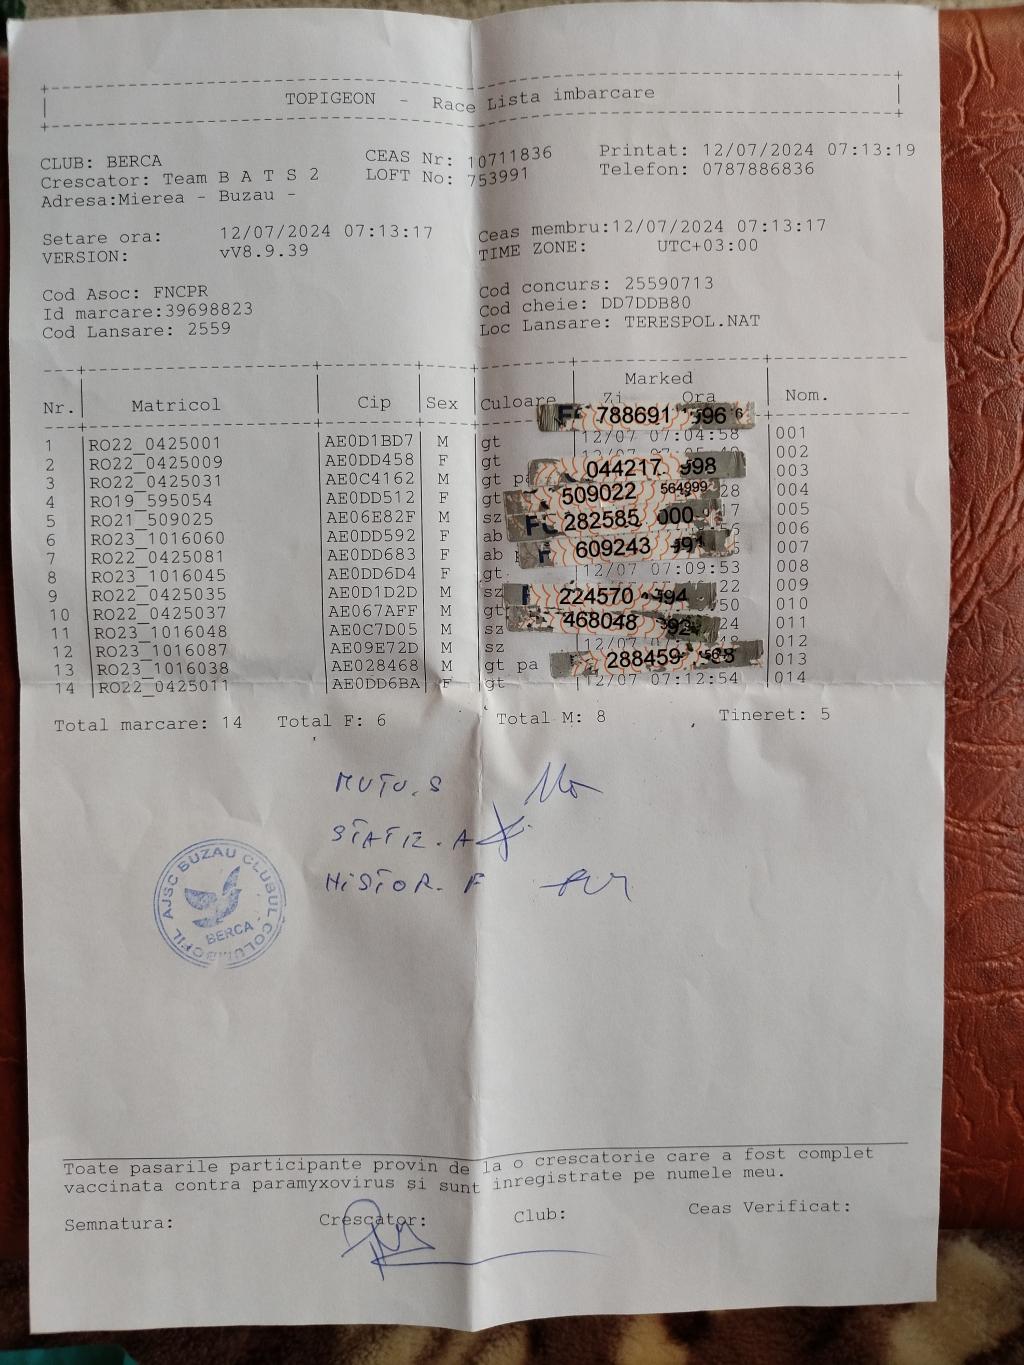 TOPIGEON - Race Lista imbarcare
CLUB: BERCA CEAS Nr: 10711836 Printat: 12/07/2024 07:13:19
Crescator: Team B A T S 2 LOFT No: 753991 Telefon: 0787886836
Adresa:Mierea - Buzau -
Setare ora: 12/07/2024 07:13:17 Ceas membru:12/07/2024 07:13:17
VERSION: vV8.9.39 TIME ZONE: UTC+03:00
Cod Asoc: FNCPR Cod concurs: 25590713
Id marcare:39698823 Cod cheie: DD7DDB80
Cod Lansare: 2559 Loc Lansare: TERESPOL.NAT
Marked
Nr. Matricol Cip Sex Culoare Zi Ora Nom.
788691
1 RO22_0425001 AE0D1BD7 M gt 12/07 07:04:58 001
2 RO22_0425009 AE0DD458 F gt 002
3 RO22_0425031 AE0C4162 M gt 044217 998 003
4 RO19_595054 AE0DD512 F gt 509022 564999 28 004
5 RO21_509025 AE06E82F M sz 282585 000 17 005
6 RO23_1016060 AE0DD592 F ab 006
7 RO22_0425081 AE0DD683 F ab 609243 007
8 RO23_1016045 AE0DD6D4 F gt 12/07 07:09:53 008
9 RO22_0425035 AE0D1D2D M sz 224570 22 009
10 RO22_0425037 AE067AFF M gt 50 010
11 RO23_1016048 AE0C7D05 M sz 468048 24 011
12 RO23_1016087 AE09E72D M sz 012
13 RO23_1016038 AE028468 M gt pa 288459 013
14 RO22_0425011 AE0DD6BA F gt 12/07 07:12:54 014
Total marcare: 14 Total F: 6 Total M: 8 Tineret: 5
MUTU.S
STATIE.A
NISTOR.F
AJSC BUZAU CLUBUL COLUMBOFIL
BERCA
Toate pasarile participante provin de la o crescatorie care a fost complet
vaccinata contra paramyxovirus si sunt inregistrate pe numele meu.
Semnatura: Crescator: Club: Ceas Verificat: